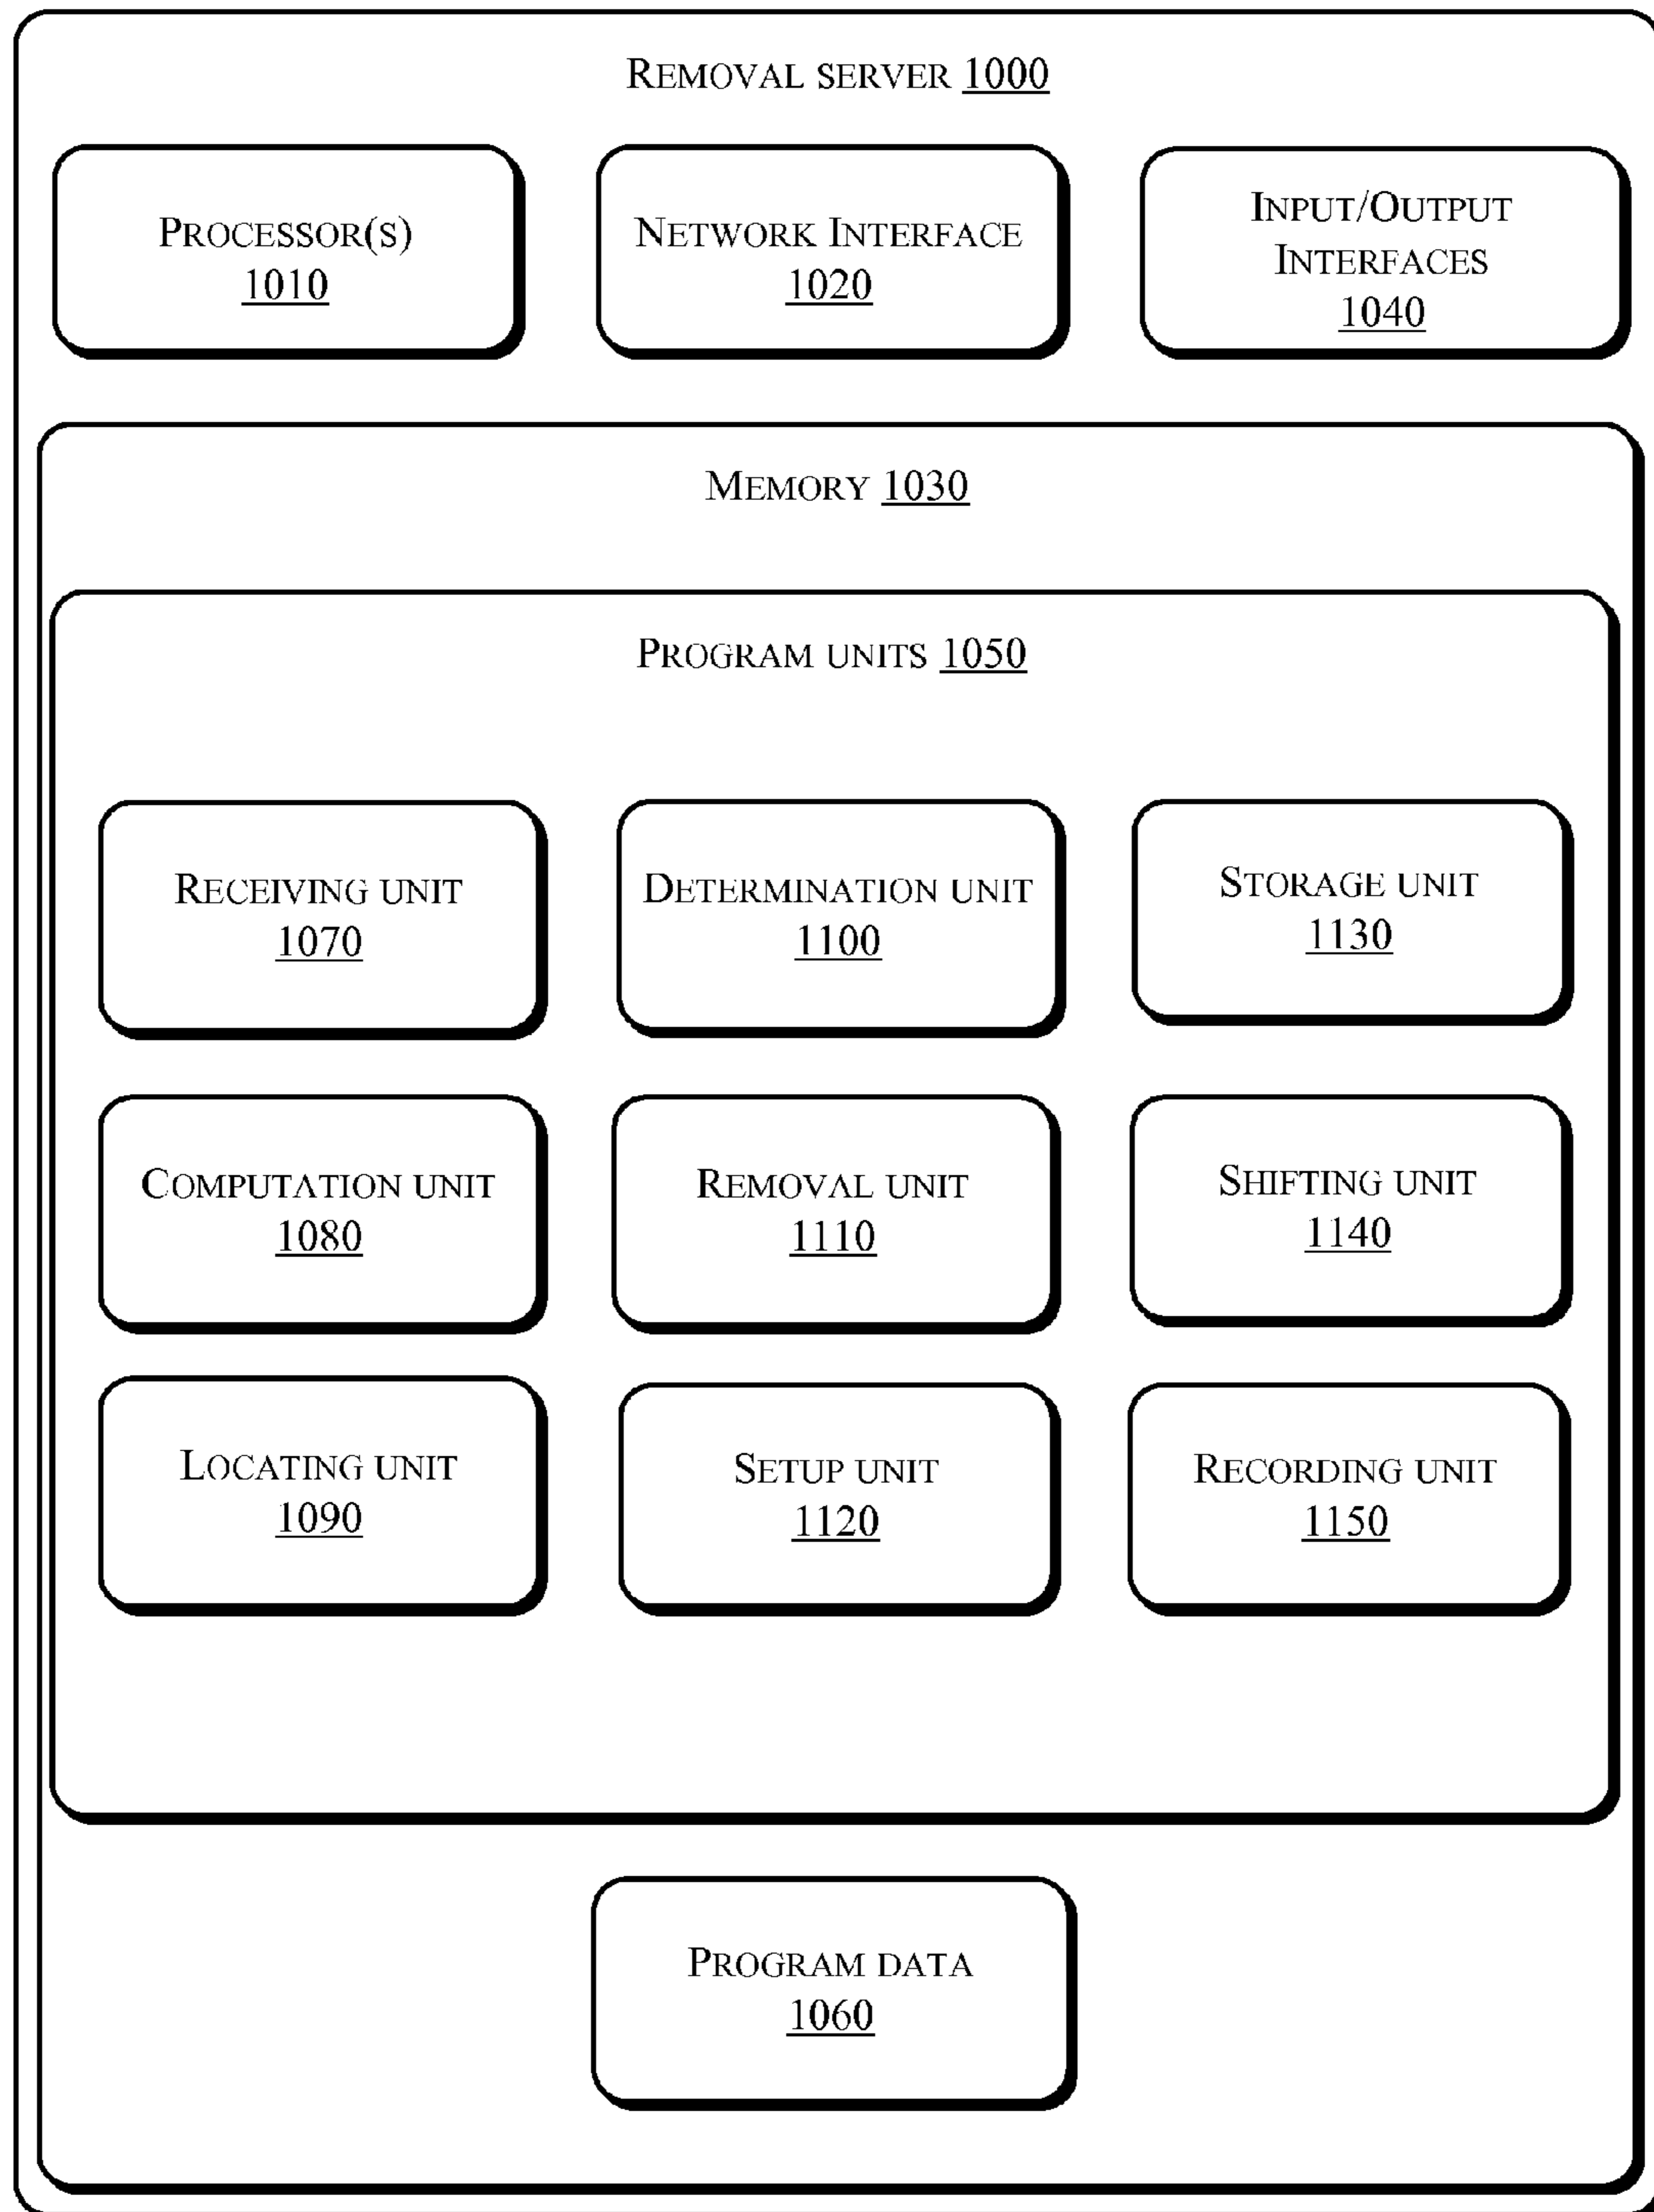 REMOVAL SERVER 1000
PROCESSOR(S)
1010
NETWORK INTERFACE
1020
INPUT/OUTPUT
INTERFACES
1040
MEMORY 1030
PROGRAM UNITS 1050
RECEIVING UNIT
1070
DETERMINATION UNIT
1100
STORAGE UNIT
1130
COMPUTATION UNIT
1080
REMOVAL UNIT
1110
SHIFTING UNIT
1140
LOCATING UNIT
1090
SETUP UNIT
1120
RECORDING UNIT
1150
PROGRAM DATA
1060